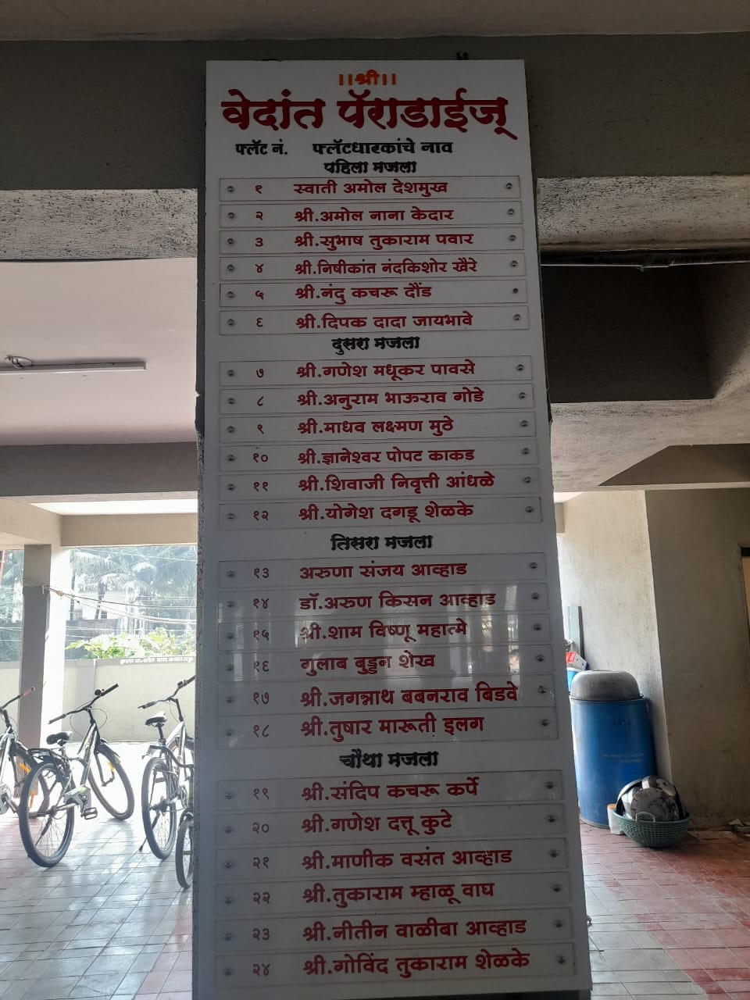 ||श्री||
वेदांत पॅराडाईज्
फ्लॅट नं. फ्लॅटधारकांचे नाव
पहिला मजला
१ स्वाती अमोल देशमुख
२ श्री.अमोल नाना केदार
३ श्री.सुभाष तुकाराम पवार
४ श्री.निषीकांत नंदकिशोर खैरे
५ श्री.नंदु कचरू दौंड
६ श्री.दिपक दादा जायभावे
दुसरा मजला
७ श्री.गणेश मधूकर पावसे
८ श्री.अनुराम भाऊराव गोडे
९ श्री.माधव लक्ष्मण मुठे
१० श्री.ज्ञानेश्वर पोपट काकड
११ श्री.शिवाजी निवृत्ती आंधळे
१२ श्री.योगेश दगडू शेळके
तिसरा मजला
१३ अरुणा संजय आव्हाड
१४ डॉ.अरुण किसन आव्हाड
१५ श्री.शाम विष्णू महात्मे
१६ गुलाब बुड्डन शेख
१७ श्री.जगन्नाथ बबनराव बिडवे
१८ श्री.तुषार मारूती इलग
चौथा मजला
१९ श्री.संदिप कचरू कर्पे
२० श्री.गणेश दत्तू कुटे
२१ श्री.माणीक वसंत आव्हाड
२२ श्री.तुकाराम म्हाळू वाघ
२३ श्री.नीतीन वाळीबा आव्हाड
२४ श्री.गोविंद तुकाराम शेळके